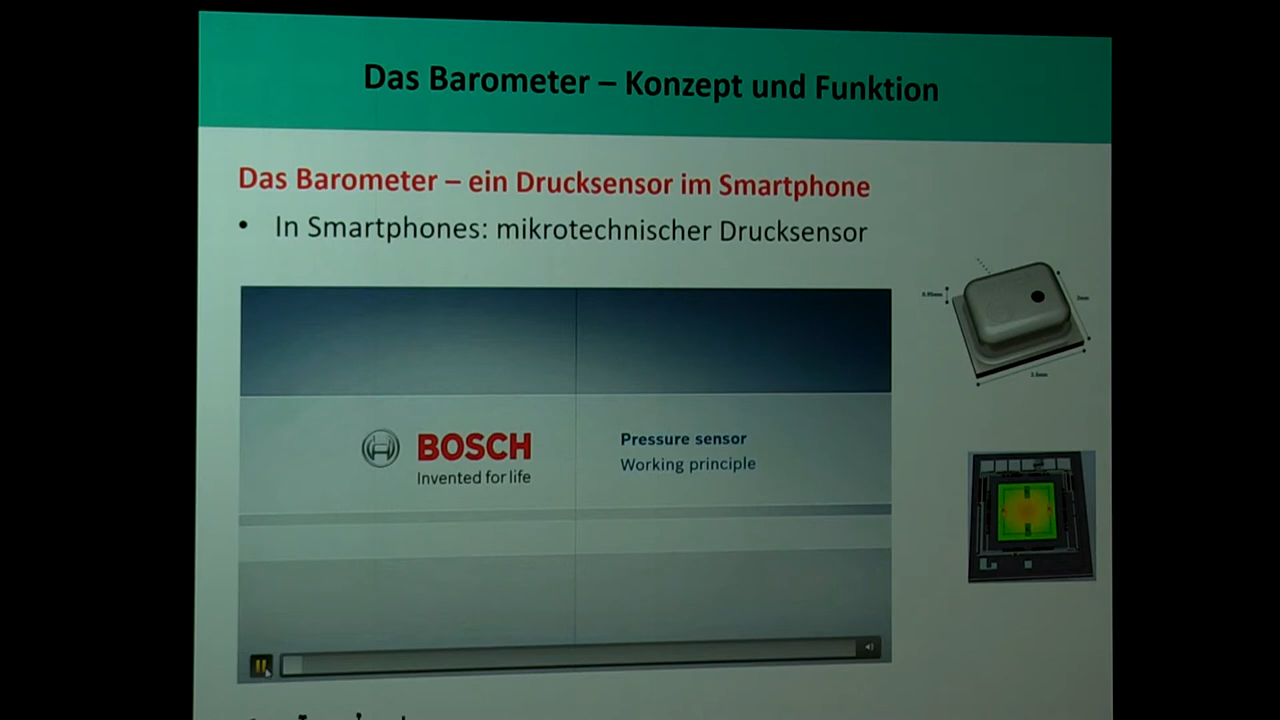 Das Barometer – Konzept und Funktion
Das Barometer – ein Drucksensor im Smartphone
• In Smartphones: mikrotechnischer Drucksensor
BOSCH
Invented for life
Pressure sensor
Working principle